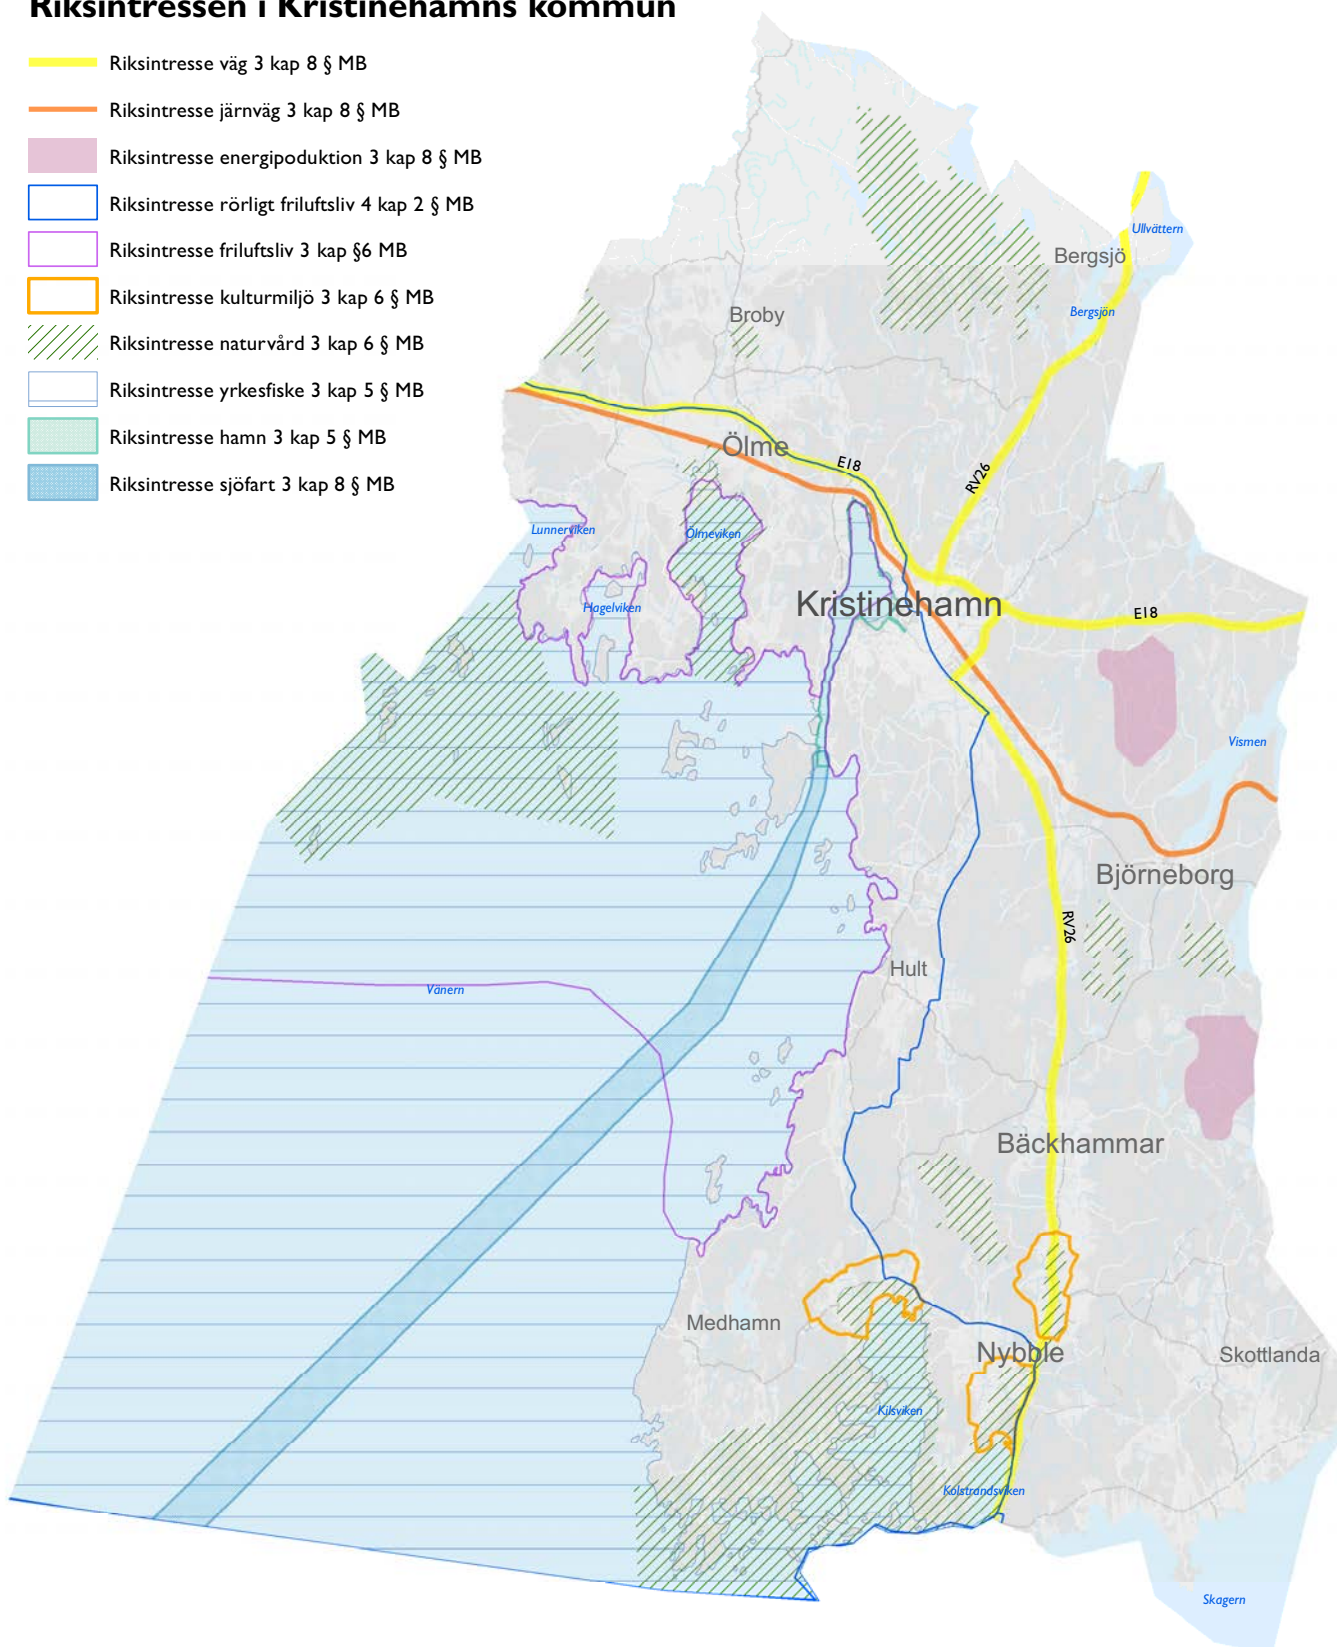 Riksintressen i Kristinehamns kommun
Riksintresse väg 3 kap 8 § MB
Riksintresse järnväg 3 kap 8 § MB
Riksintresse energipoduktion 3 kap 8 § MB
Riksintresse rörligt friluftsliv 4 kap 2 § MB
Riksintresse friluftsliv 3 kap §6 MB
Riksintresse kulturmiljö 3 kap 6 § MB
Riksintresse naturvård 3 kap 6 § MB
Riksintresse yrkesfiske 3 kap 5 § MB
Riksintresse hamn 3 kap 5 § MB
Riksintresse sjöfart 3 kap 8 § MB
Ullvättern
Bergsjö
Bergsjön
Broby
Ölme
E18
RV26
Lunnerviken
Ölmeviken
Hagelviken
Kristinehamn
E18
Vismen
Björneborg
RV26
Hult
Vänern
Bäckhammar
Medhamn
Nybble
Skottlanda
Kilsviken
Kolstrandsviken
Skagern